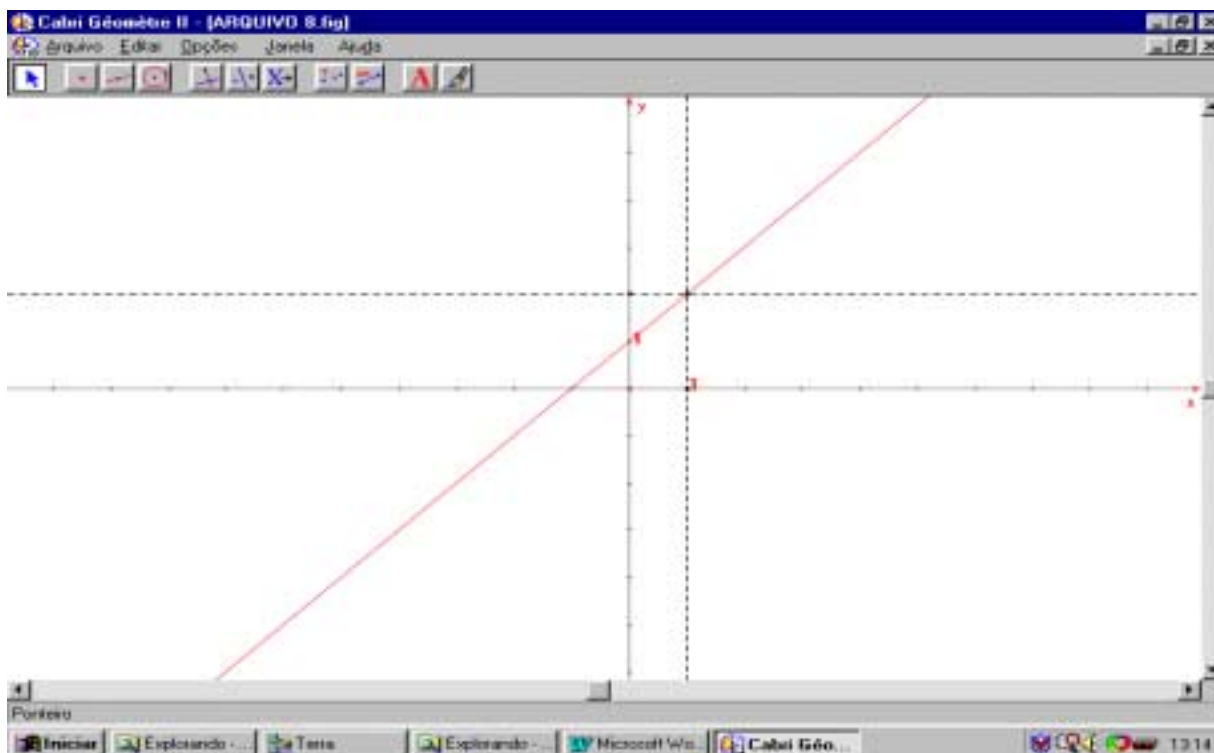 Cabri Géomètre II - [ARQUIVO 8.fig]
Arquivo Editar Opções Janela Ajuda
A
y
1
1
x
Ponteiro
Iniciar Explorando -... Terra Explorando -... Microsoft Wo... Cabri Géo... 13:14